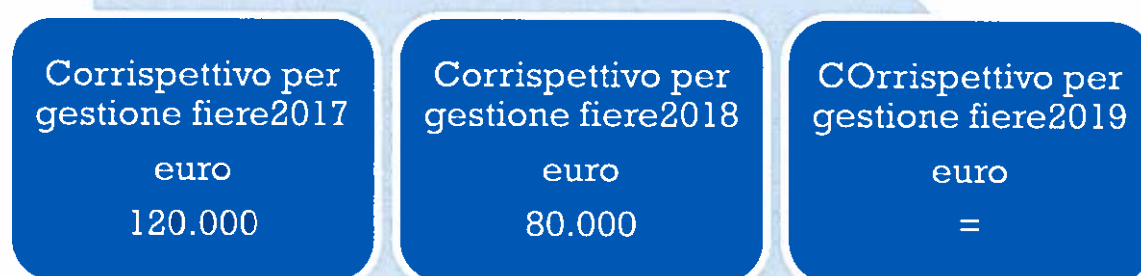 Corrispettivo per
gestione fiere2017
euro
120.000
Corrispettivo per
gestione fiere2018
euro
80.000
COrrispettivo per
gestione fiere2019
euro
=